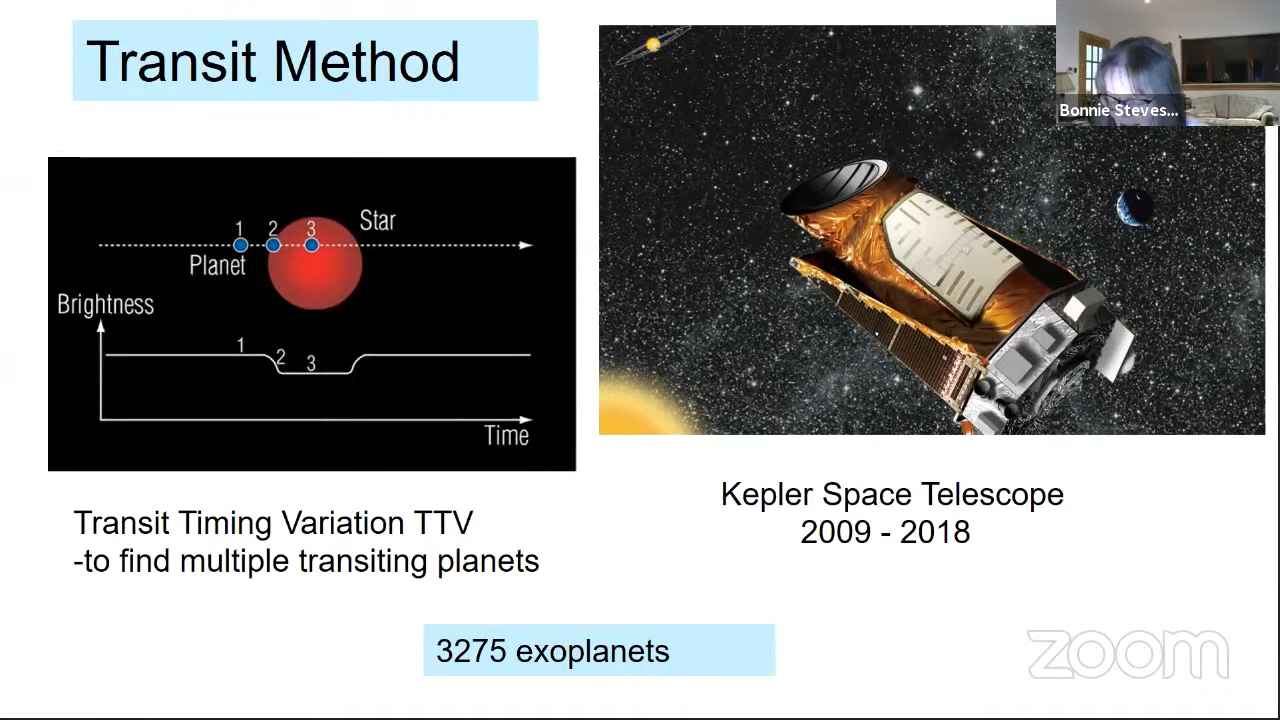 Transit Method
Bonnie Steves...
1
2
3
Star
Planet
Brightness
1
2
3
Time
Transit Timing Variation TTV
-to find multiple transiting planets
Kepler Space Telescope
2009 - 2018
3275 exoplanets
zoom